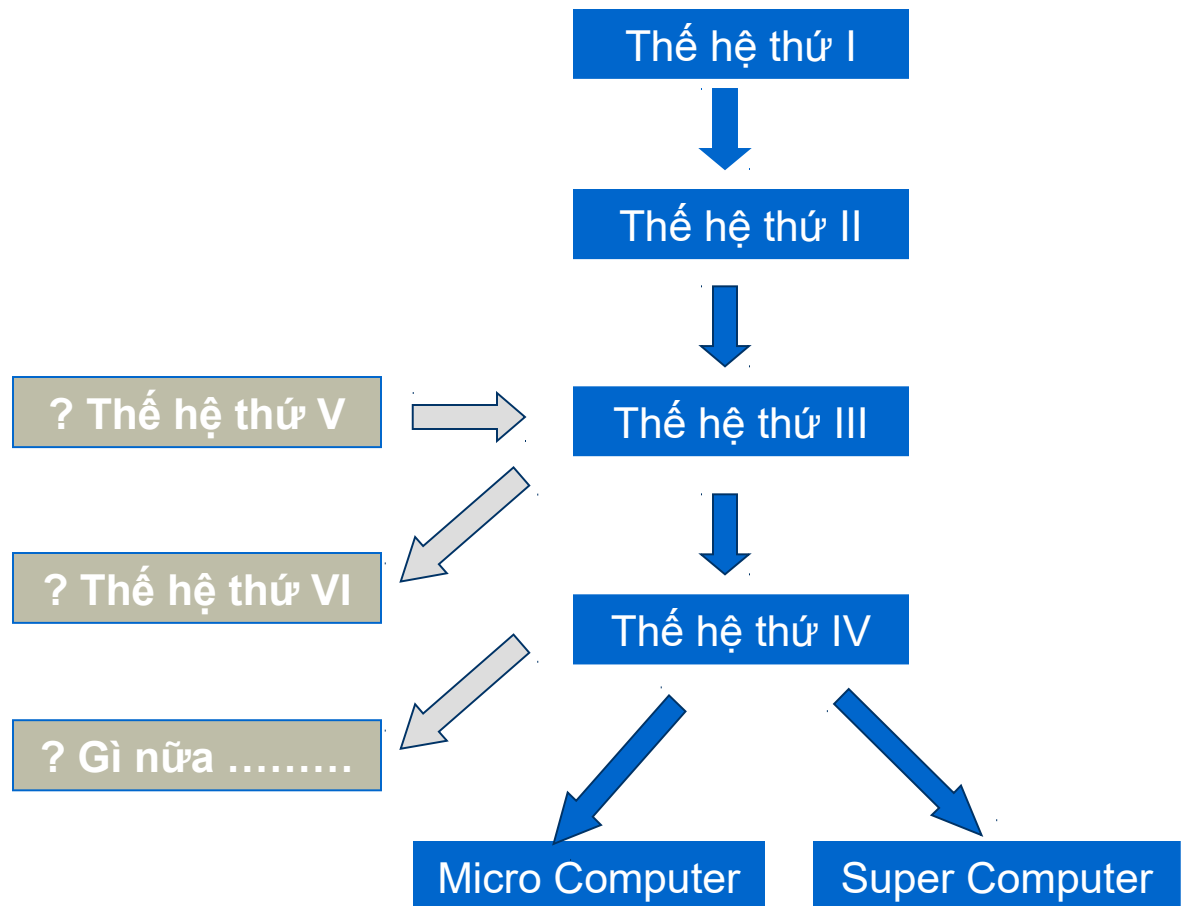 Thế hệ thứ I
Thế hệ thứ II
? Thế hệ thứ V
Thế hệ thứ III
? Thế hệ thứ VI
Thế hệ thứ IV
? Gì nữa ………
Micro Computer
Super Computer